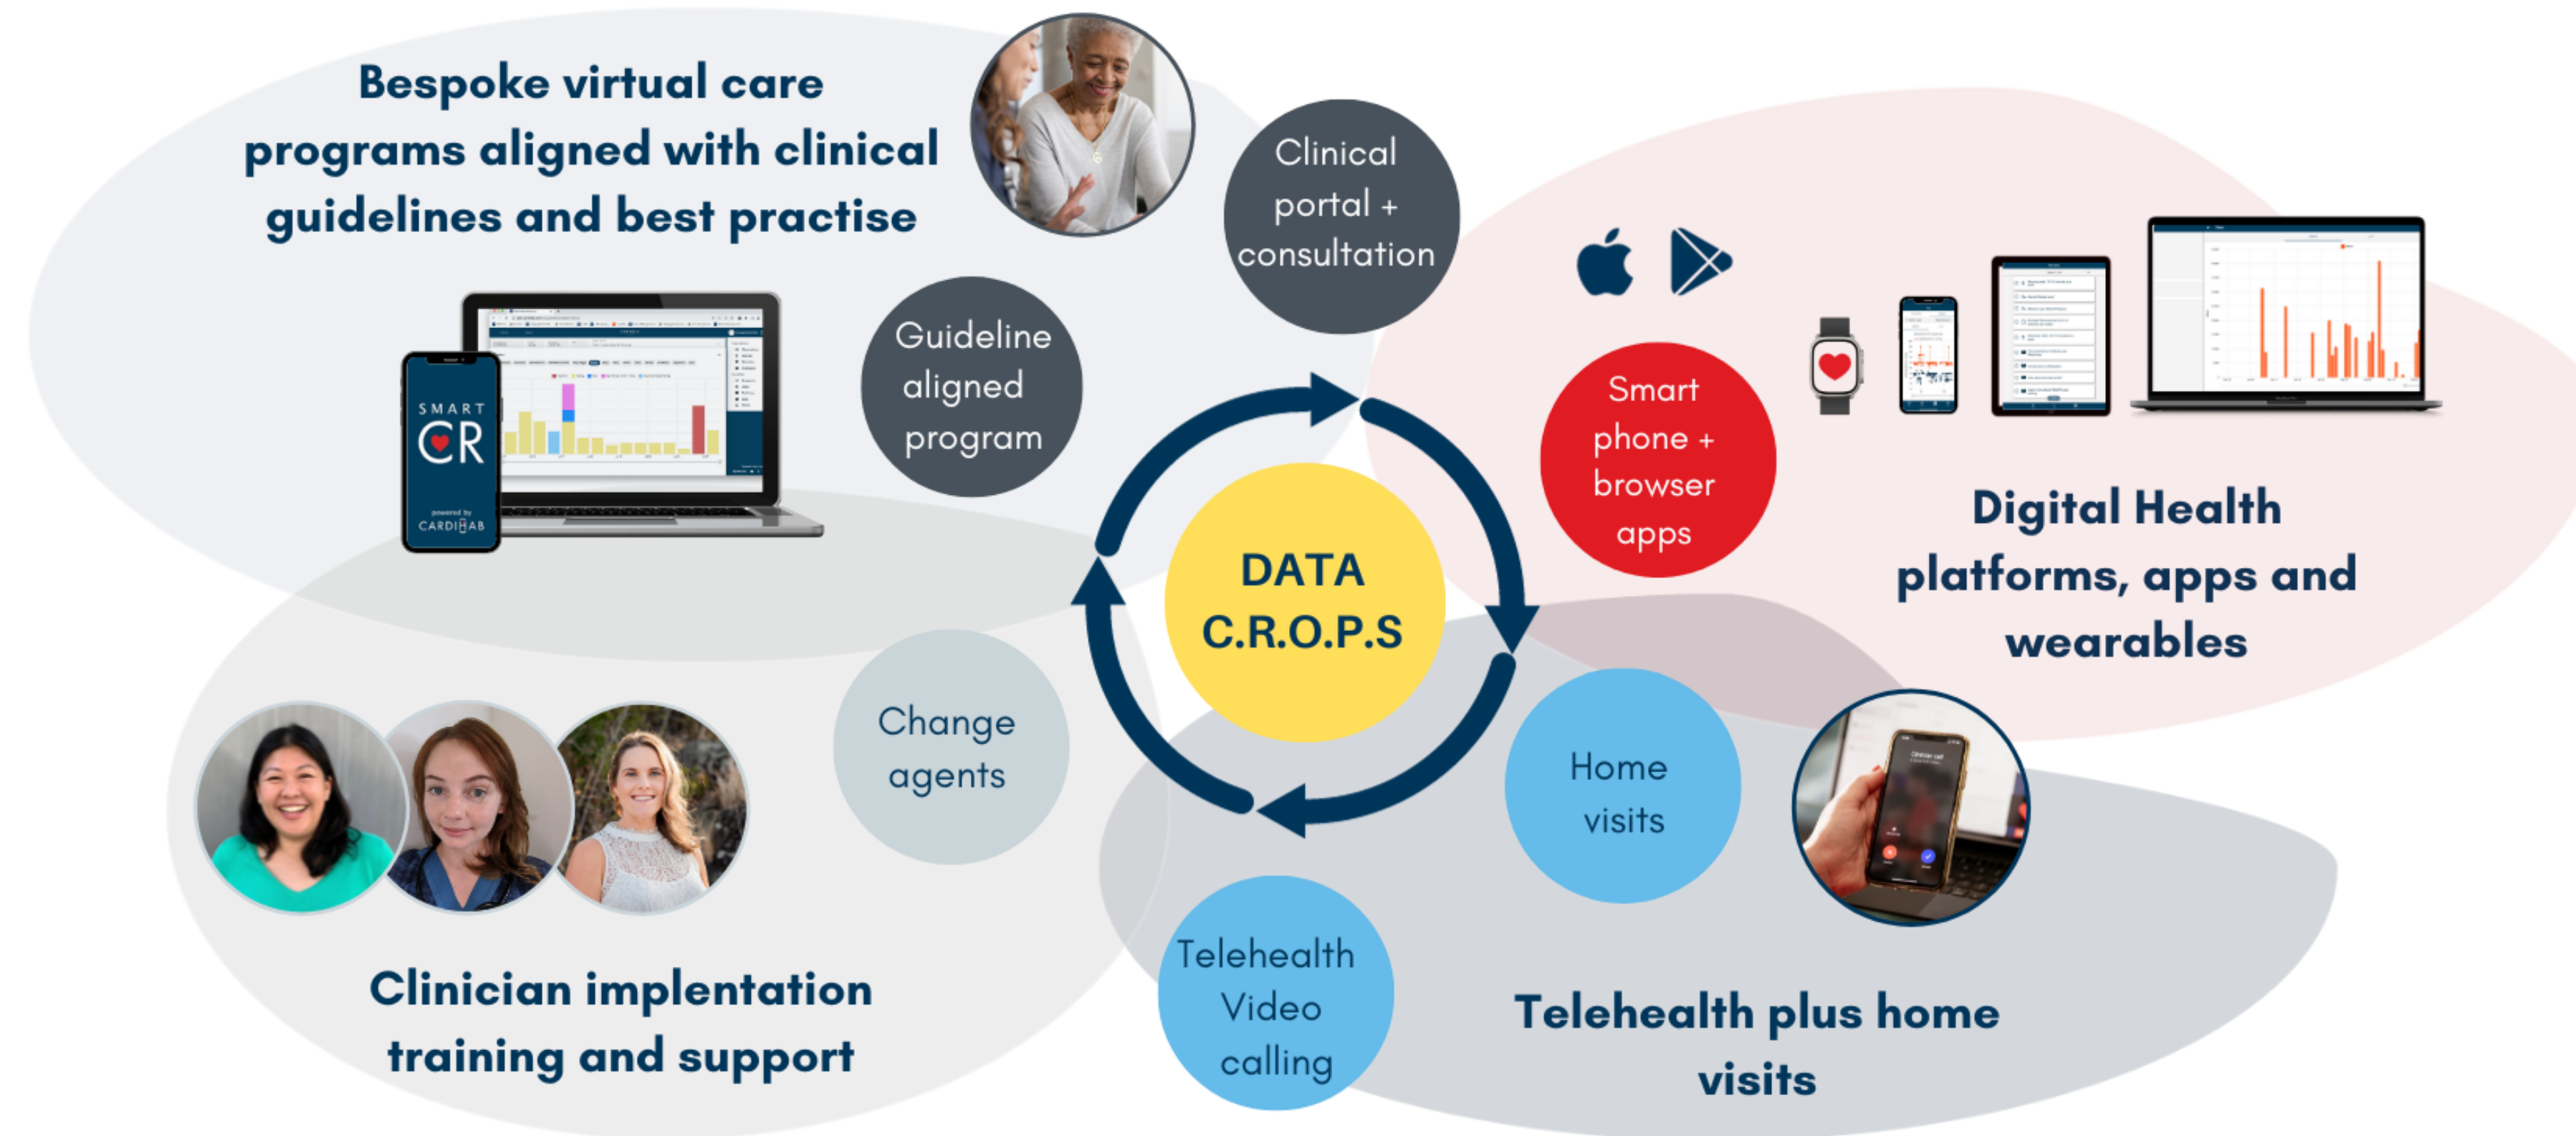 Bespoke virtual care
programs aligned with clinical
guidelines and best practise
Clinical
portal +
consultation
Guideline
aligned
program
SMART
CR
powered by
CARDIHAB
Smart
phone +
browser
apps
Digital Health
platforms, apps and
wearables
DATA
C.R.O.P.S
Change
agents
Home
visits
Clinician implentation
training and support
Telehealth
Video
calling
Telehealth plus home
visits